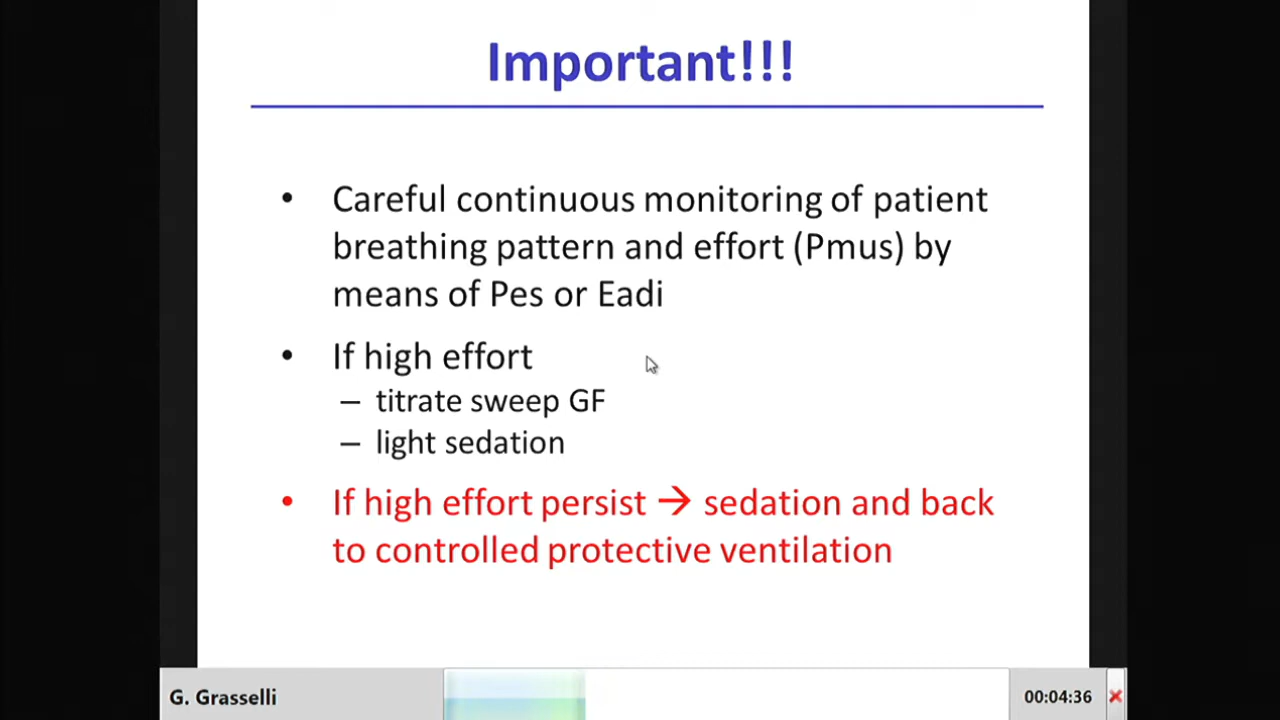 Important!!!
• Careful continuous monitoring of patient
breathing pattern and effort (Pmus) by
means of Pes or Eadi
• If high effort
– titrate sweep GF
– light sedation
• If high effort persist → sedation and back
to controlled protective ventilation
G. Grasselli
00:04:36